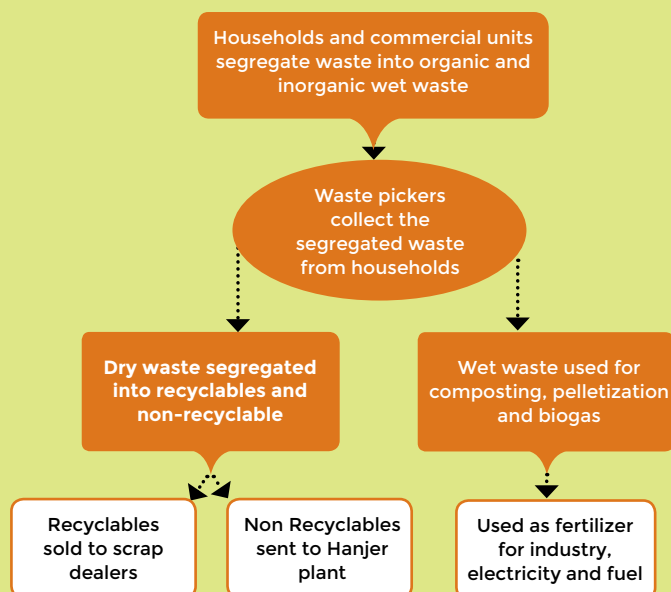 Households and commercial units
segregate waste into organic and
inorganic wet waste
Waste pickers
collect the
segregated waste
from households
Dry waste segregated
into recyclables and
non-recyclable
Wet waste used for
composting, pelletization
and biogas
Recyclables
sold to scrap
dealers
Non Recyclables
sent to Hanjer
plant
Used as fertilizer
for industry,
electricity and fuel